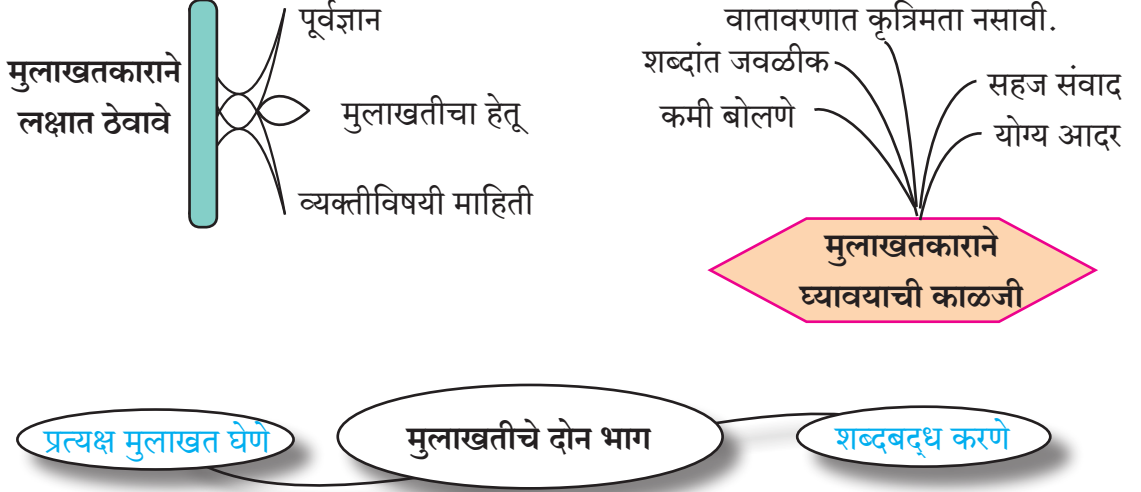 मुलाखतकाराने
लक्षात ठेवावे
पूर्वज्ञान
मुलाखतीचा हेतू
व्यक्तीविषयी माहिती
वातावरणात कृत्रिमता नसावी.
शब्दांत जवळीक
कमी बोलणे
सहज संवाद
योग्य आदर
मुलाखतकाराने
घ्यावयाची काळजी
प्रत्यक्ष मुलाखत घेणे
मुलाखतीचे दोन भाग
शब्दबद्ध करणे